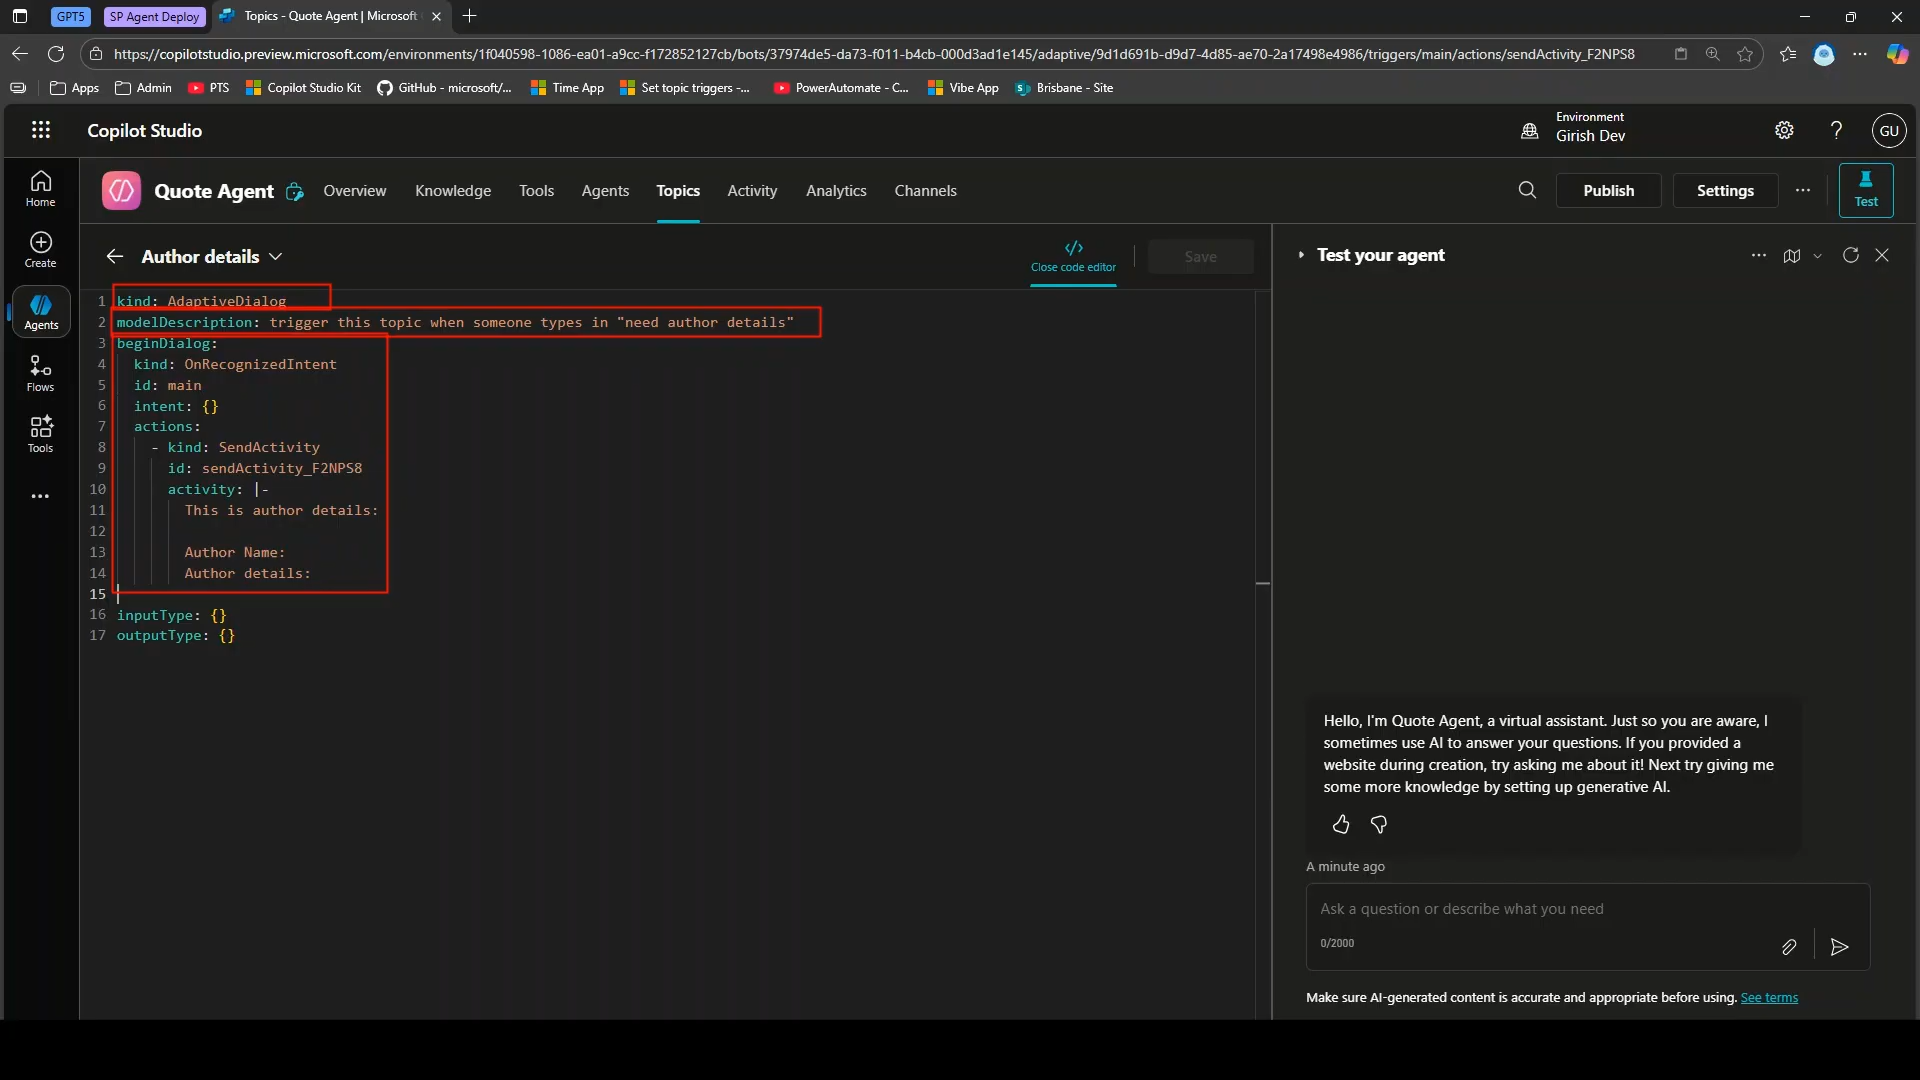 GPT5
SP Agent Deploy
Topics - Quote Agent | Microsoft
https://copilotstudio.preview.microsoft.com/environments/1f040598-1086-ea01-a9cc-f172852127cb/bots/37974de5-da73-f011-b4cb-000d3ad1e145/adaptive/9d1d691b-d9d7-4d85-ae70-2a17498e4986/triggers/main/actions/sendActivity_F2NPS8
Apps
Admin
PTS
Copilot Studio Kit
GitHub - microsoft/...
Time App
Set topic triggers -...
PowerAutomate - C...
Vibe App
Brisbane - Site
Copilot Studio
Environment
Girish Dev
GU
Home
Create
Agents
Flows
Tools
Quote Agent
Overview
Knowledge
Tools
Agents
Topics
Activity
Analytics
Channels
Publish
Settings
Test
Author details
Close code editor
Save
1 kind: AdaptiveDialog
2 modelDescription: trigger this topic when someone types in "need author details"
3 beginDialog:
4 kind: OnRecognizedIntent
5 id: main
6 intent: {}
7 actions:
8 - kind: SendActivity
9 id: sendActivity_F2NPS8
10 activity: |-
11 This is author details:
12
13 Author Name:
14 Author details:
15
16 inputType: {}
17 outputType: {}
Test your agent
Hello, I'm Quote Agent, a virtual assistant. Just so you are aware, I
sometimes use AI to answer your questions. If you provided a
website during creation, try asking me about it! Next try giving me
some more knowledge by setting up generative AI.
A minute ago
Ask a question or describe what you need
0/2000
Make sure AI-generated content is accurate and appropriate before using. See terms